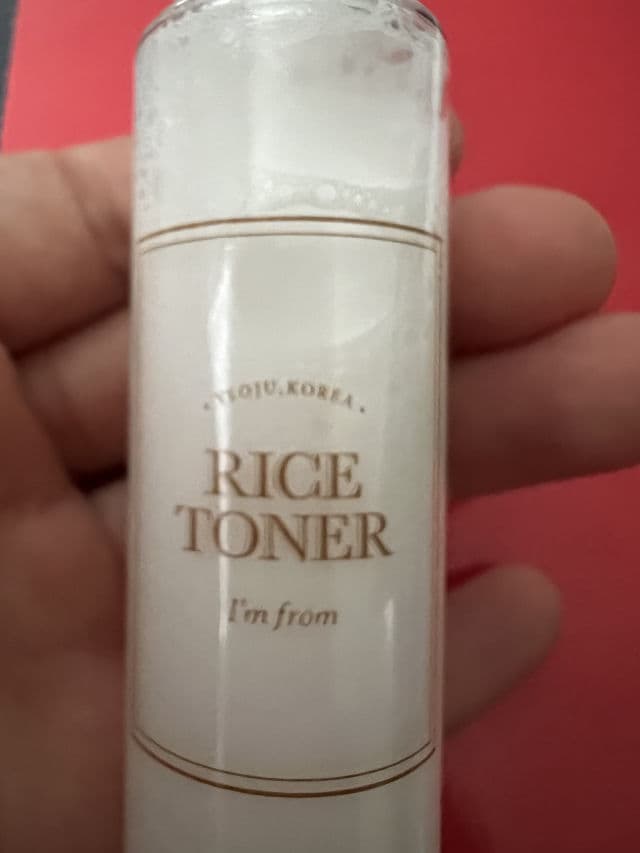 · YEOJU, KOREA ·
RICE
TONER
I'm from